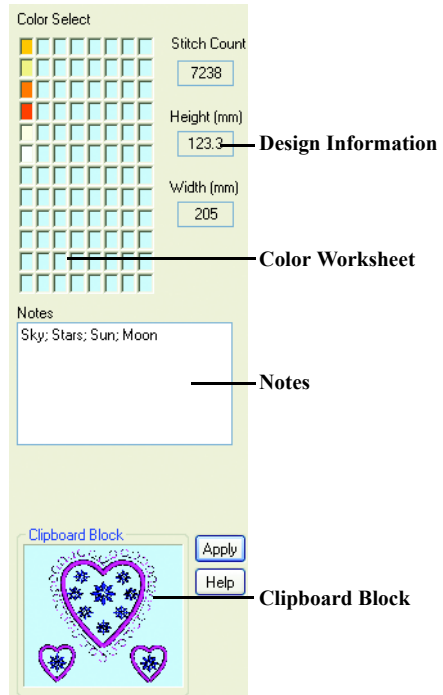 Color Select
Stitch Count
7238
Height (mm)
123.3
Design Information
Width (mm)
205
Color Worksheet
Notes
Sky; Stars; Sun; Moon
Notes
Clipboard Block
Apply
Help
Clipboard Block